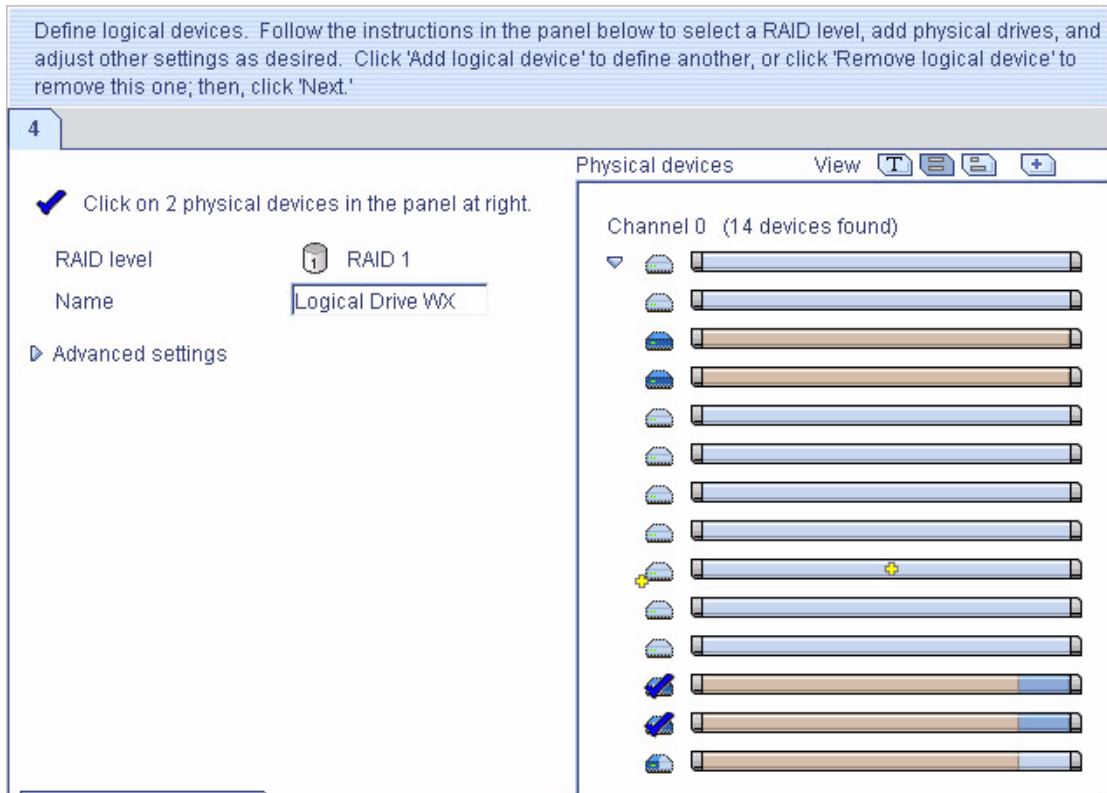 Define logical devices. Follow the instructions in the panel below to select a RAID level, add physical drives, and
adjust other settings as desired. Click 'Add logical device' to define another, or click 'Remove logical device' to
remove this one; then, click 'Next.'
4
Physical devices View T
Click on 2 physical devices in the panel at right.
Channel 0 (14 devices found)
RAID level 1 RAID 1
Name Logical Drive WX
Advanced settings